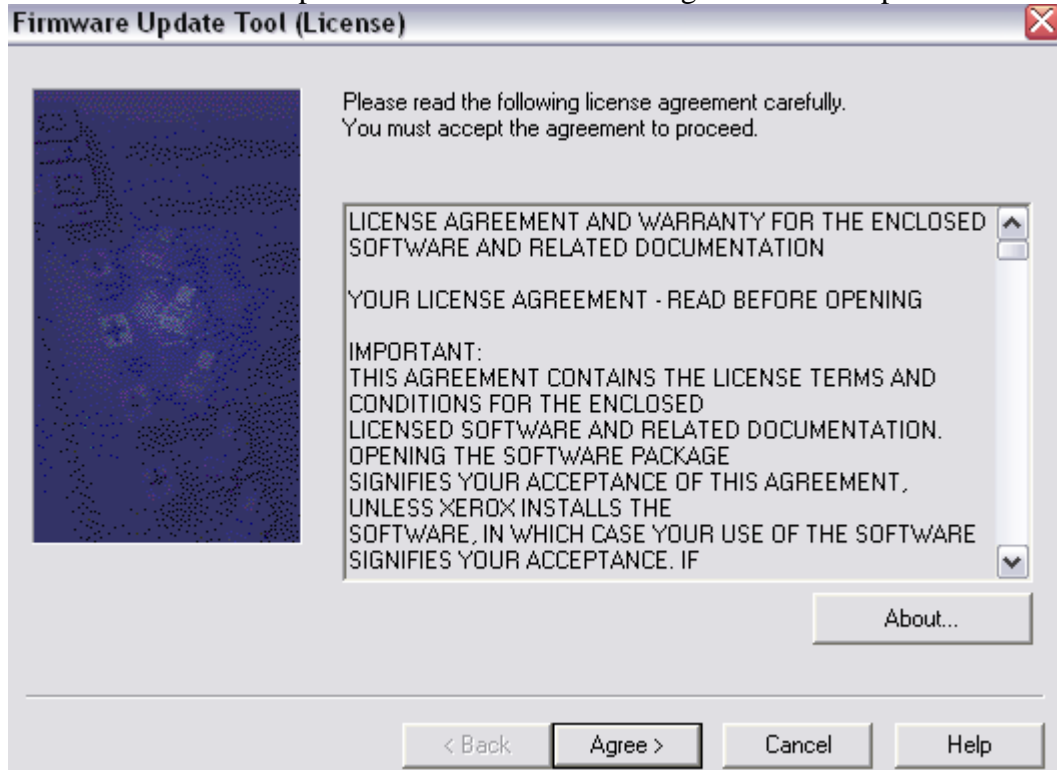 Firmware Update Tool (License)
Please read the following license agreement carefully.
You must accept the agreement to proceed.
LICENSE AGREEMENT AND WARRANTY FOR THE ENCLOSED
SOFTWARE AND RELATED DOCUMENTATION
YOUR LICENSE AGREEMENT - READ BEFORE OPENING
IMPORTANT:
THIS AGREEMENT CONTAINS THE LICENSE TERMS AND
CONDITIONS FOR THE ENCLOSED
LICENSED SOFTWARE AND RELATED DOCUMENTATION.
OPENING THE SOFTWARE PACKAGE
SIGNIFIES YOUR ACCEPTANCE OF THIS AGREEMENT,
UNLESS XEROX INSTALLS THE
SOFTWARE, IN WHICH CASE YOUR USE OF THE SOFTWARE
SIGNIFIES YOUR ACCEPTANCE. IF
About...
< Back
Agree >
Cancel
Help